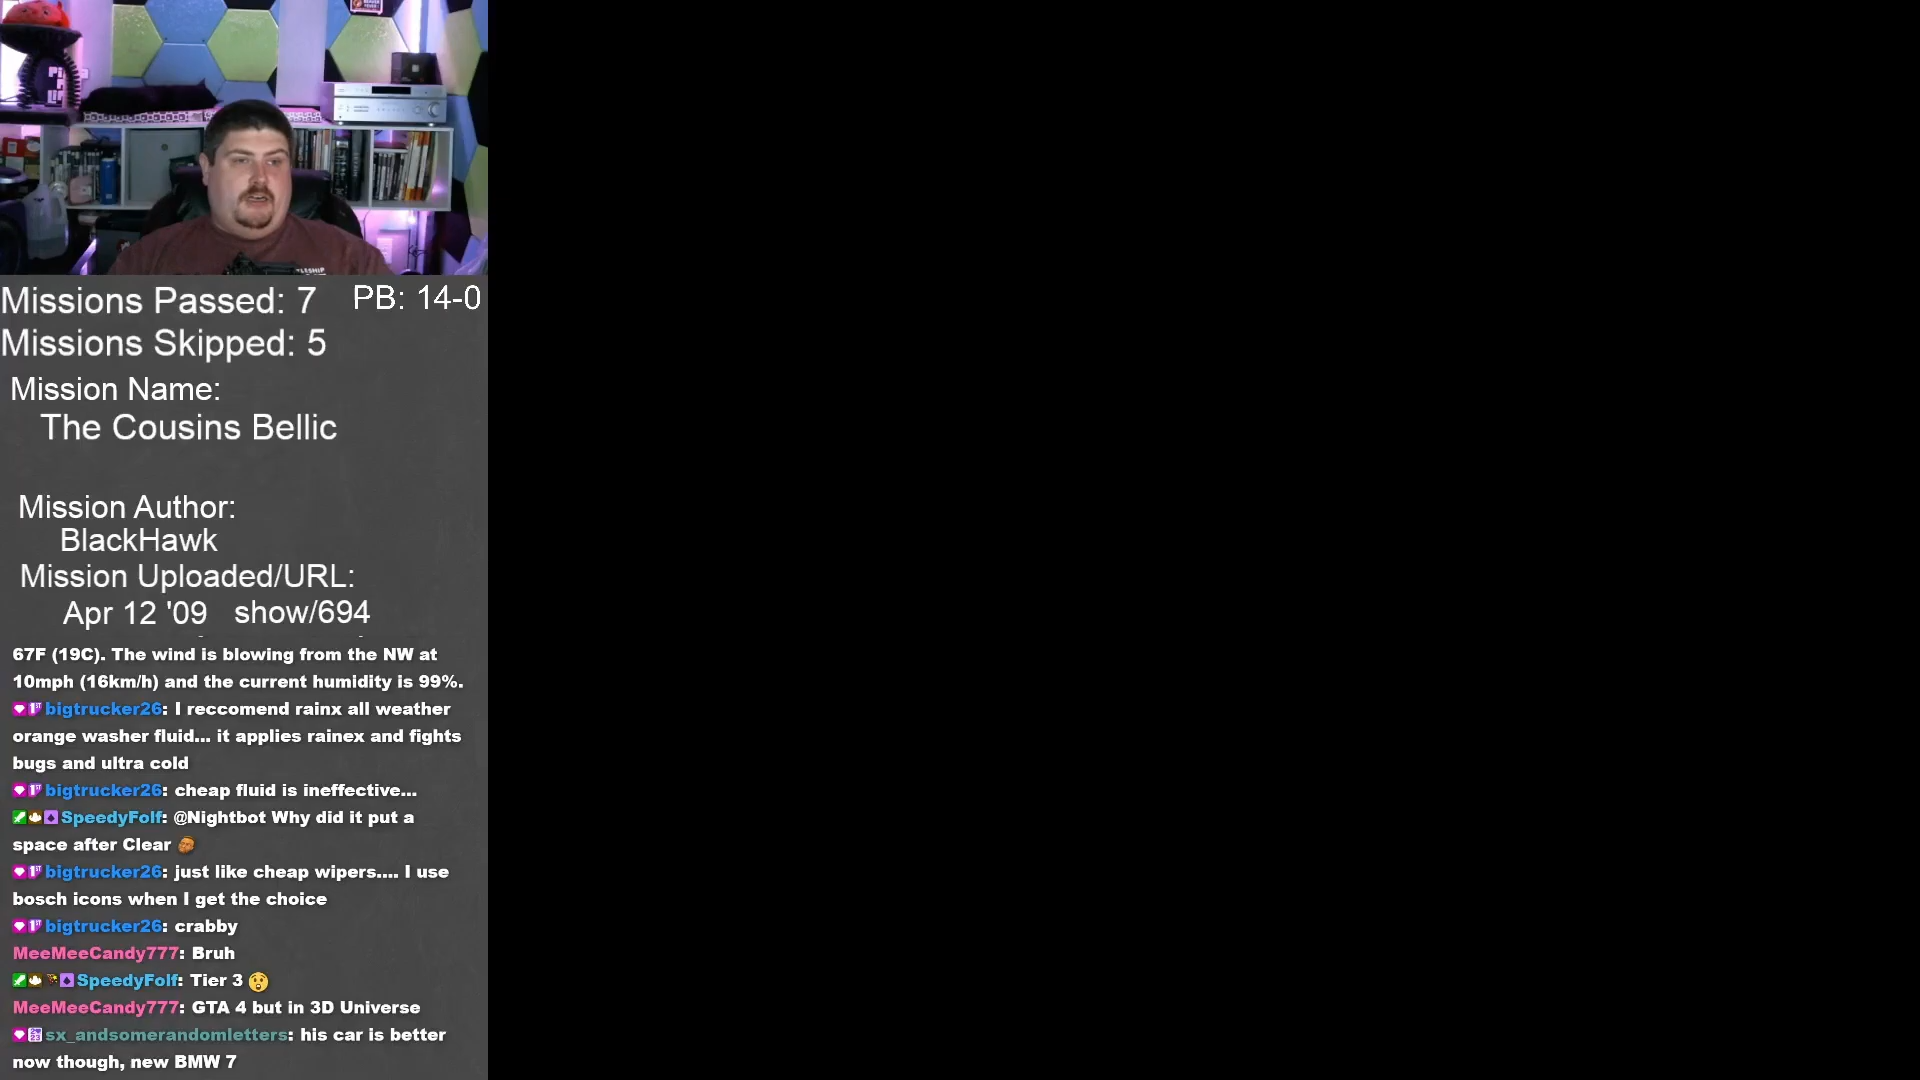 Missions Passed: 7 PB: 14-0
Missions Skipped: 5
Mission Name:
The Cousins Bellic
Mission Author:
BlackHawk
Mission Uploaded/URL:
Apr 12 '09 show/694
67F (19C). The wind is blowing from the NW at
10mph (16km/h) and the current humidity is 99%.
bigtrucker26: I reccomend rainx all weather
orange washer fluid... it applies rainex and fights
bugs and ultra cold
bigtrucker26: cheap fluid is ineffective...
SpeedyFolf: @Nightbot Why did it put a
space after Clear
bigtrucker26: just like cheap wipers.... I use
bosch icons when I get the choice
bigtrucker26: crabby
MeeMeeCandy777: Bruh
SpeedyFolf: Tier 3
MeeMeeCandy777: GTA 4 but in 3D Universe
sx_andsomerandomletters: his car is better
now though, new BMW 7